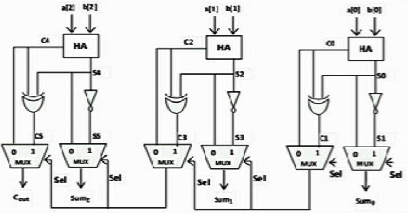 a[2] b[2]
a[1] b[1]
a[0] b[0]
HA
HA
HA
C4
C2
C0
S4
S2
S0
C5
S5
C3
S3
C1
S1
0 1
0 1
0 1
0 1
0 1
0 1
MUX
MUX
MUX
MUX
MUX
MUX
Sel
Sel
Sel
Sel
Sel
Sel
Cout
Sum2
Sum1
Sum0